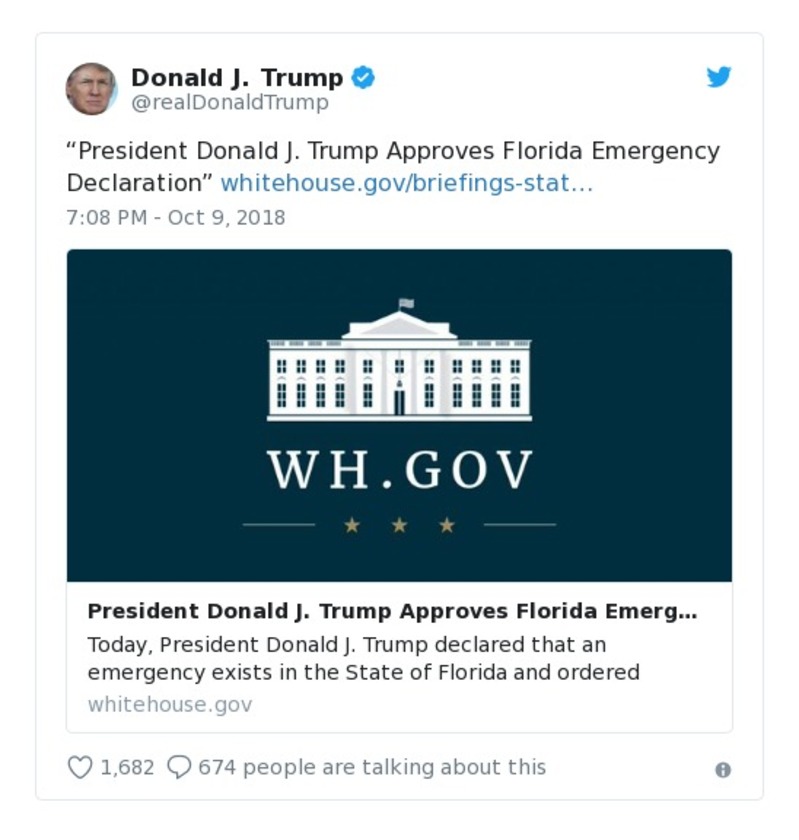 Donald J. Trump
@realDonaldTrump
“President Donald J. Trump Approves Florida Emergency
Declaration” whitehouse.gov/briefings-stat…
7:08 PM - Oct 9, 2018
WH.GOV
President Donald J. Trump Approves Florida Emerg…
Today, President Donald J. Trump declared that an
emergency exists in the State of Florida and ordered
whitehouse.gov
1,682 674 people are talking about this